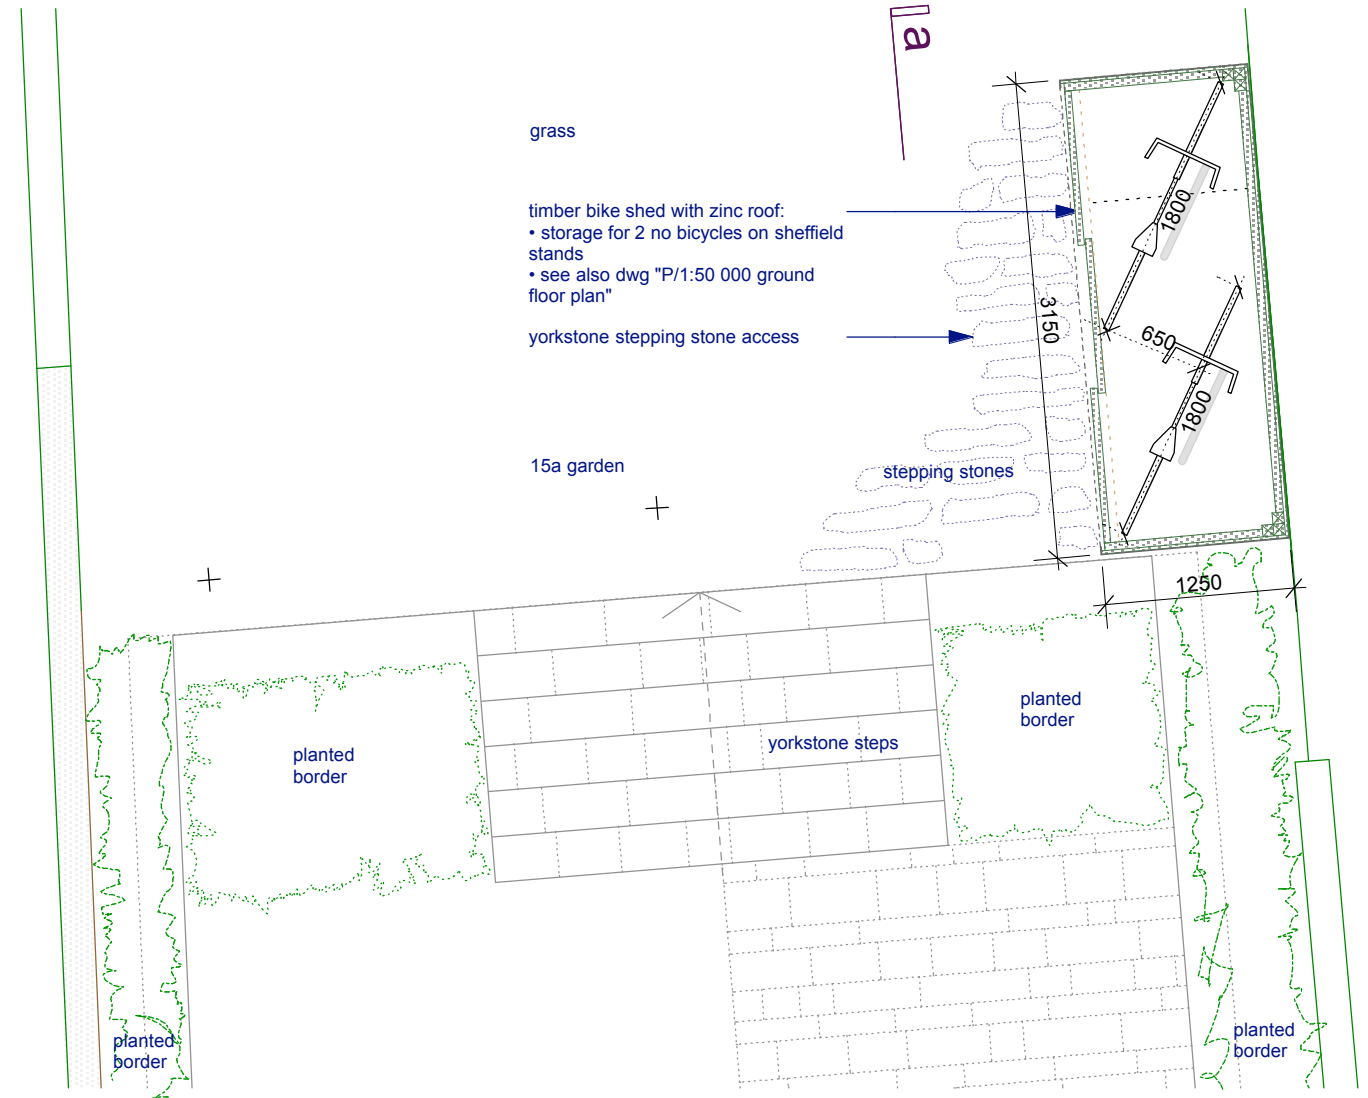 a
grass
timber bike shed with zinc roof:
• storage for 2 no bicycles on sheffield
stands
• see also dwg "P/1:50 000 ground
floor plan"
yorkstone stepping stone access
1800
3150
650
1800
15a garden
stepping stones
1250
planted
border
yorkstone steps
planted
border
planted
border
planted
border